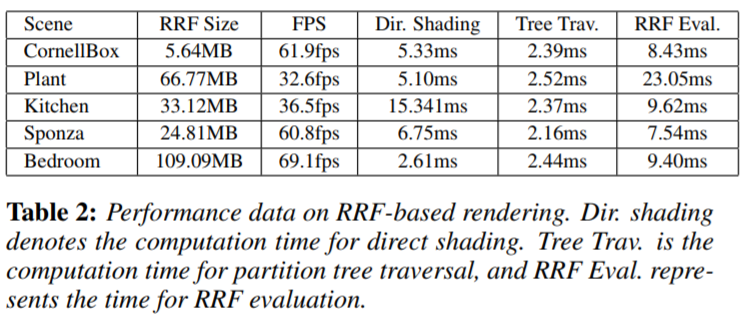 Scene RRF Size FPS Dir. Shading Tree Trav. RRF Eval.
CornellBox 5.64MB 61.9fps 5.33ms 2.39ms 8.43ms
Plant 66.77MB 32.6fps 5.10ms 2.52ms 23.05ms
Kitchen 33.12MB 36.5fps 15.341ms 2.37ms 9.62ms
Sponza 24.81MB 60.8fps 6.75ms 2.16ms 7.54ms
Bedroom 109.09MB 69.1fps 2.61ms 2.44ms 9.40ms
Table 2: Performance data on RRF-based rendering. Dir. shading
denotes the computation time for direct shading. Tree Trav. is the
computation time for partition tree traversal, and RRF Eval. repre-
sents the time for RRF evaluation.